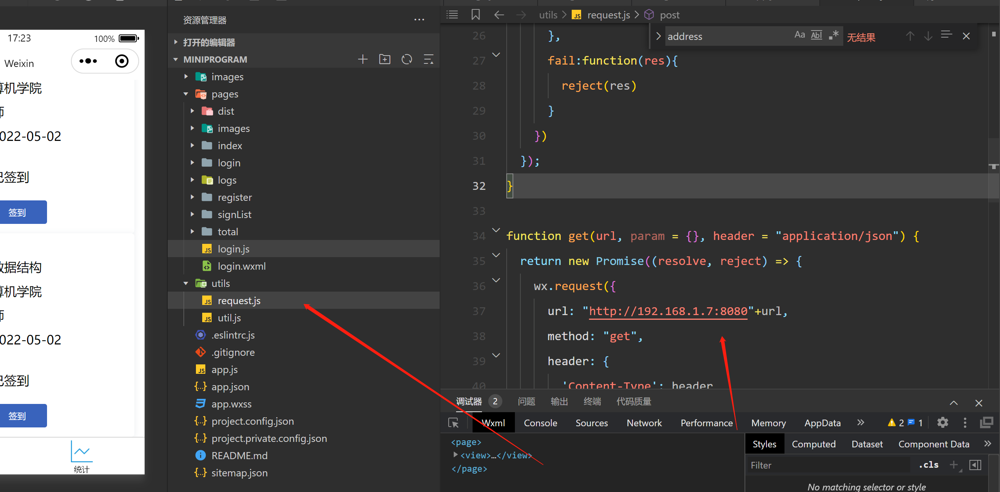 17:23
100%
Weixin
算机学院
师
022-05-02
已签到
签到
数据结构
算机学院
师
022-05-02
已签到
签到
统计
资源管理器
打开的编辑器
MINIPROGRAM
images
pages
dist
images
index
login
logs
register
signList
total
login.js
login.wxml
utils
request.js
util.js
.eslintrc.js
.gitignore
app.js
app.json
app.wxss
project.config.json
project.private.config.json
README.md
sitemap.json
utils > JS request.js > post
address Aa Abl .* 无结果
26 },
27 fail:function(res){
28 reject(res)
29 }
30 })
31 });
32 }
33
34 function get(url, param = {}, header = "application/json") {
35 return new Promise((resolve, reject) => {
36 wx.request({
37 url: "http://192.168.1.7:8080"+url,
38 method: "get",
39 header: {
40 'Content-Type': header
调试器 2 问题 输出 终端 代码质量
Wxml Console Sources Network Performance Memory AppData » 2 1
<page>
<view>…</view>
</page>
Styles Computed Dataset Component Data »
Filter .cls +
No matching selector or style